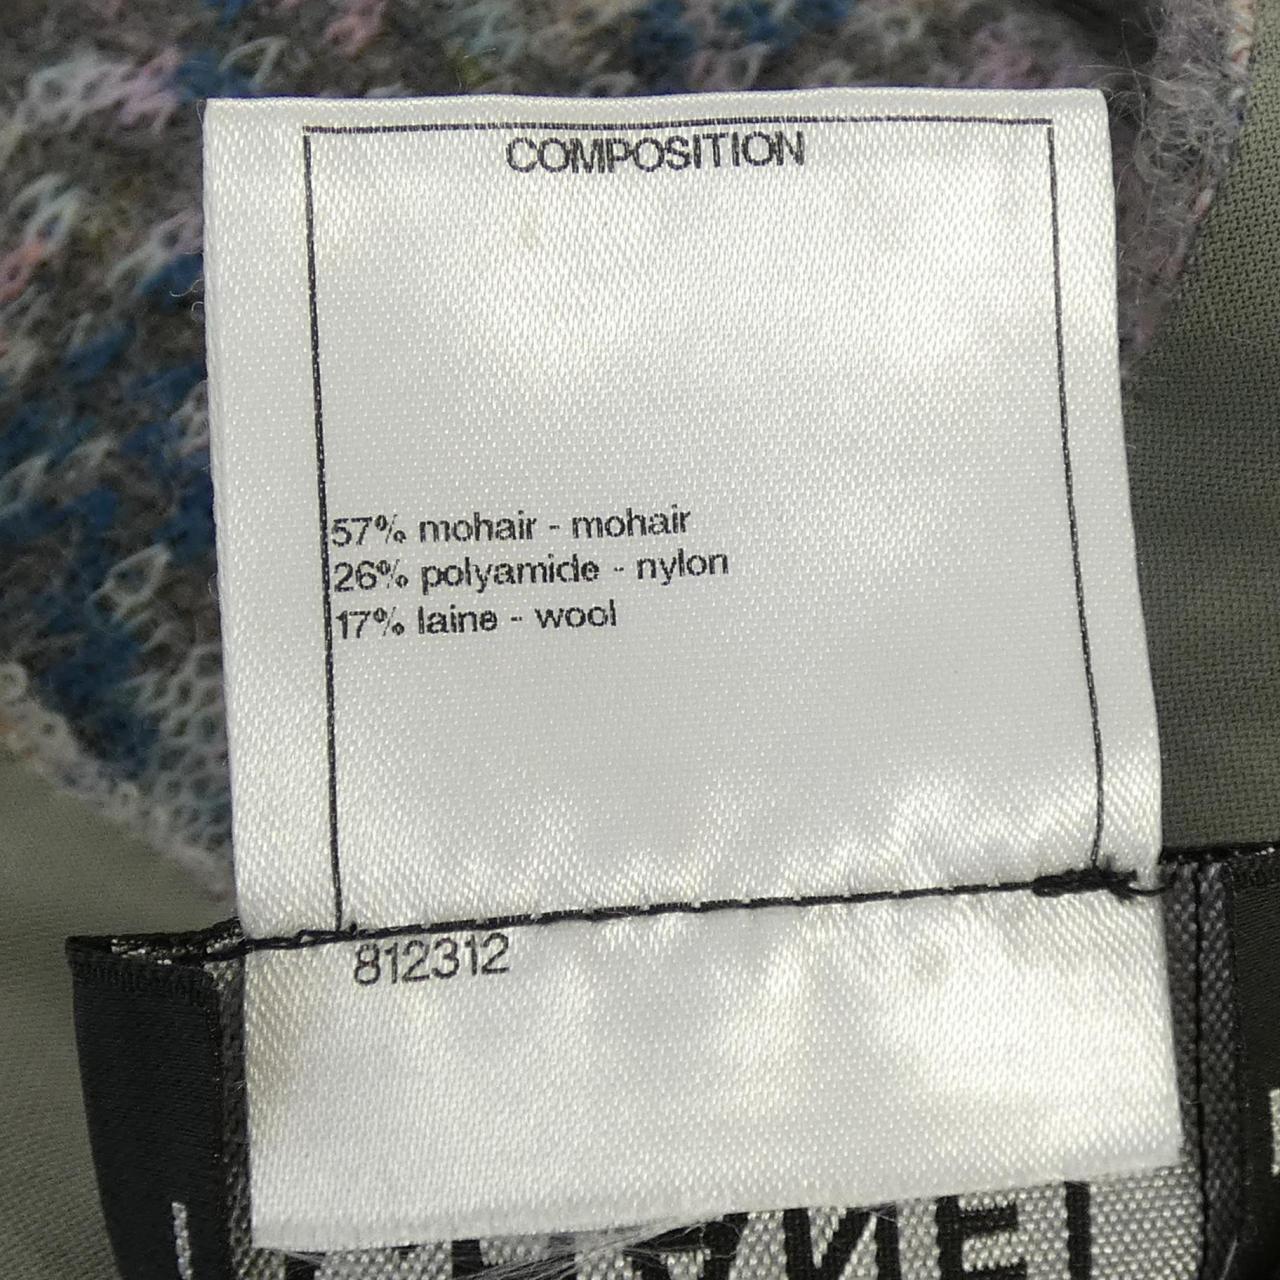 COMPOSITION
57% mohair - mohair
26% polyamide - nylon
17% laine - wool
812312